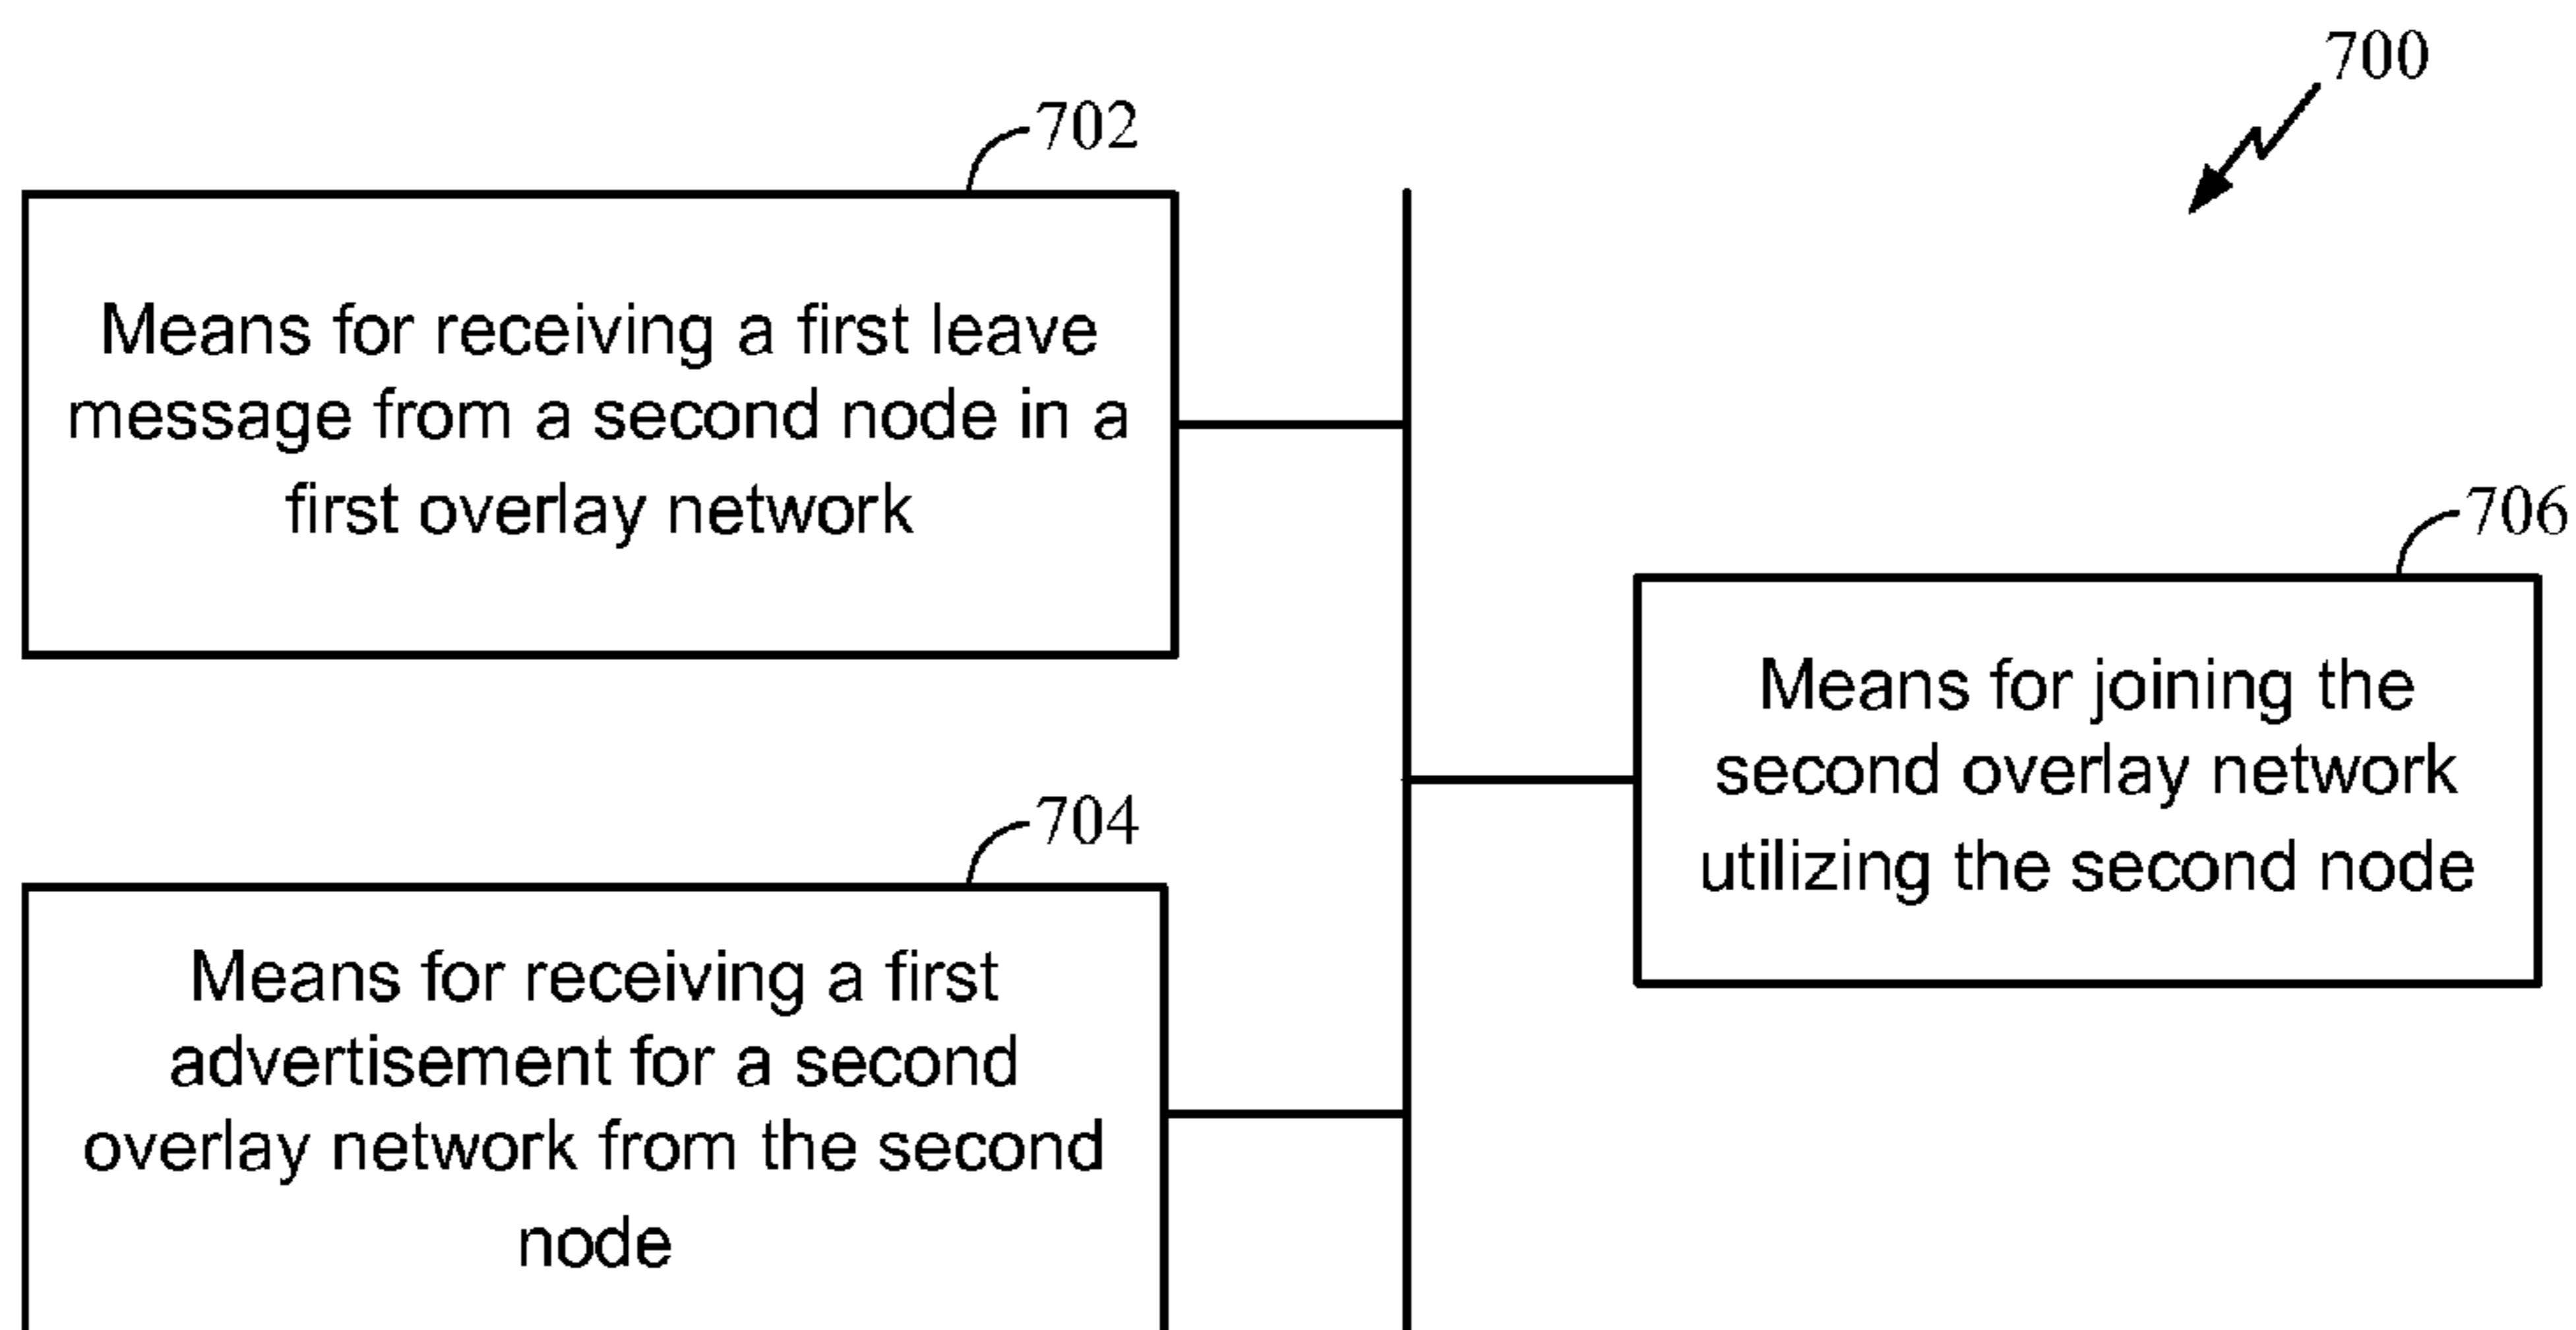 700
702
Means for receiving a first leave
message from a second node in a
first overlay network
706
Means for joining the
second overlay network
utilizing the second node
704
Means for receiving a first
advertisement for a second
overlay network from the second
node